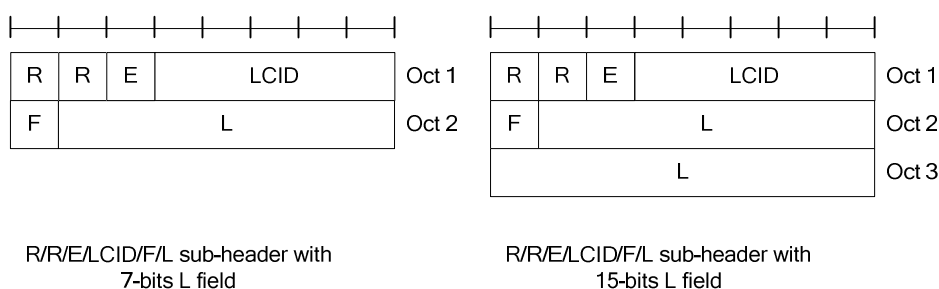 R R E LCID Oct 1
F L Oct 2
R/R/E/LCID/F/L sub-header with
7-bits L field
R R E LCID Oct 1
F L Oct 2
L Oct 3
R/R/E/LCID/F/L sub-header with
15-bits L field